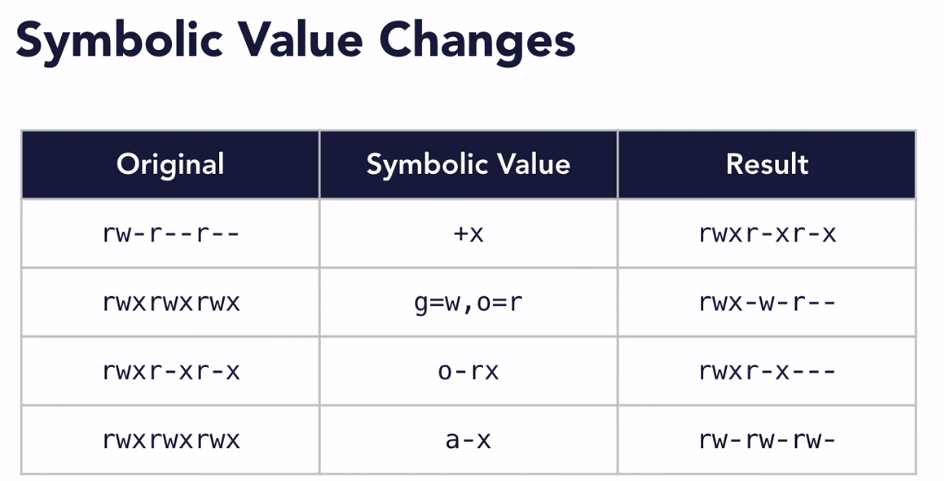 Symbolic Value Changes
Original Symbolic Value Result
rw-r--r-- +x rwxr-xr-x
rwxrwxrwx g=w,o=r rwx-w-r--
rwxr-xr-x o-rx rwxr-x---
rwxrwxrwx a-x rw-rw-rw-